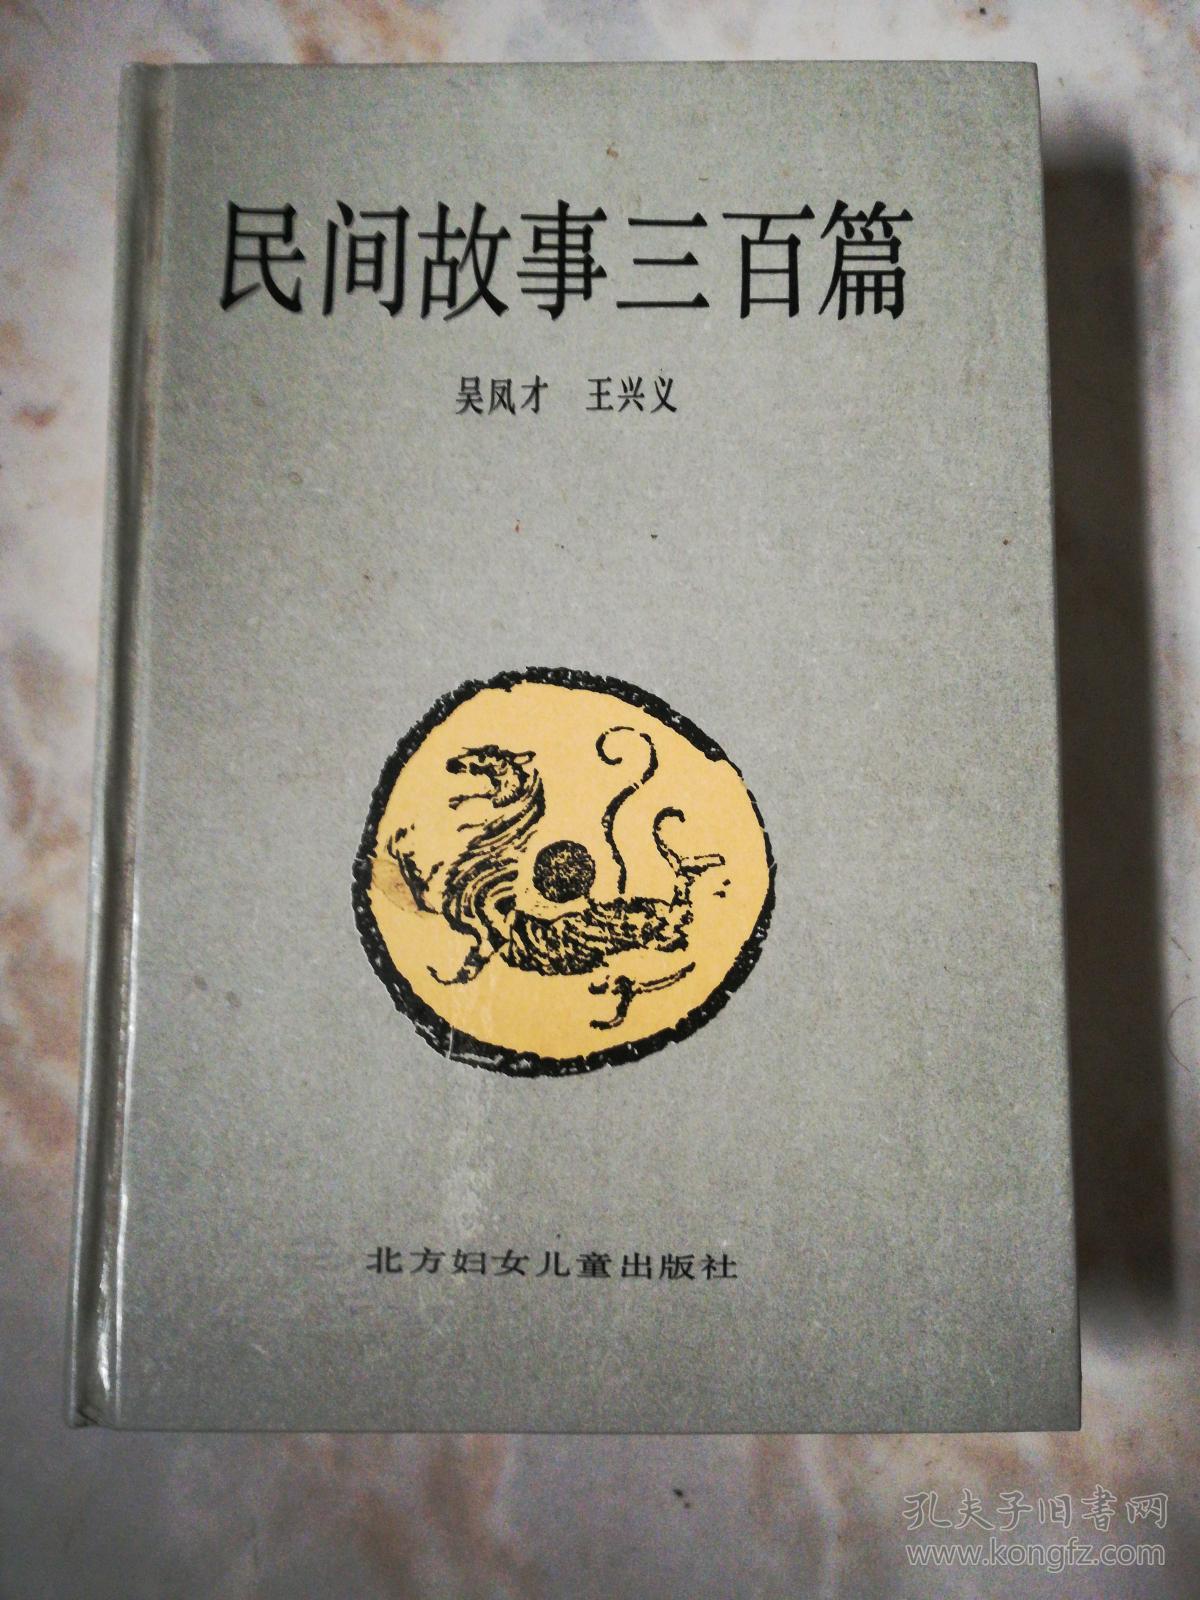 民间故事三百篇
吴凤才 王兴义
北方妇女儿童出版社
孔夫子旧书网
www.kongfz.com